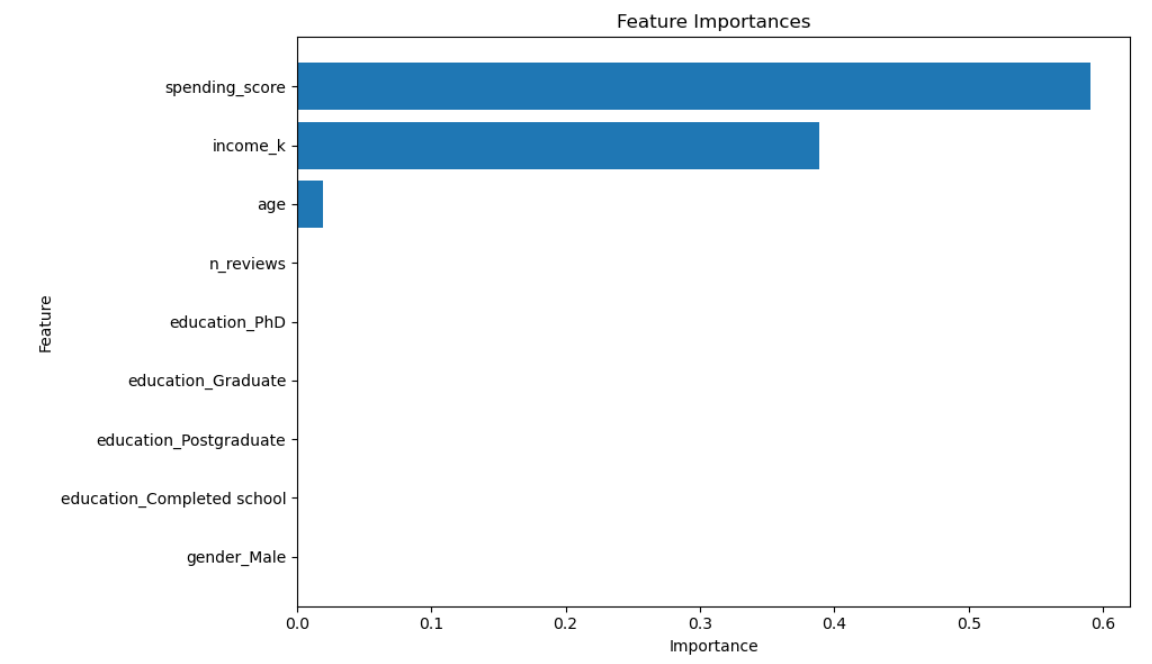 Feature Importances
spending_score
income_k
age
n_reviews
education_PhD
education_Graduate
education_Postgraduate
education_Completed school
gender_Male
Feature
0.0 0.1 0.2 0.3 0.4 0.5 0.6
Importance